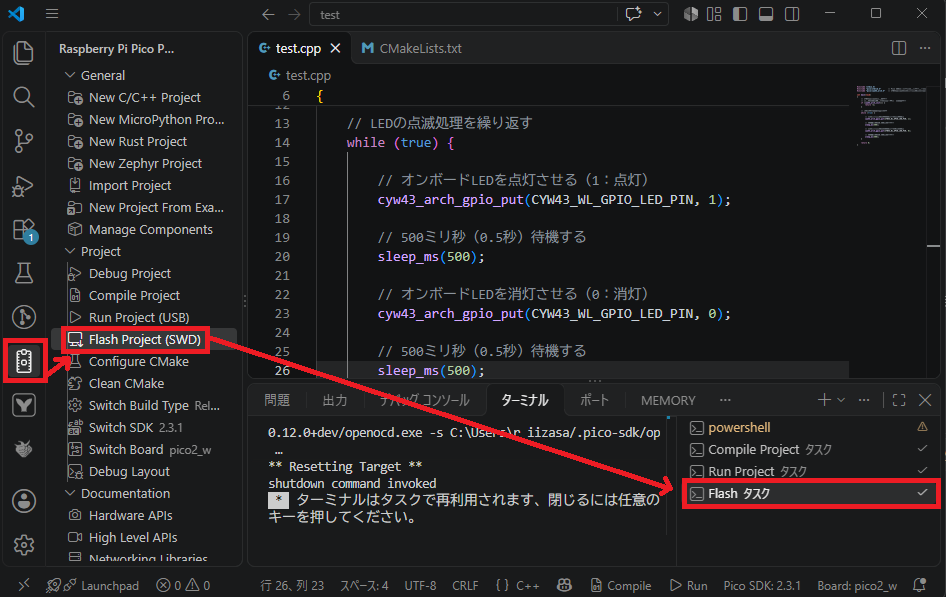 test
Raspberry Pi Pico P...
General
New C/C++ Project
New MicroPython Pro...
New Rust Project
New Zephyr Project
Import Project
New Project From Exa...
Manage Components
Project
Debug Project
Compile Project
Run Project (USB)
Flash Project (SWD)
Configure CMake
Clean CMake
Switch Build Type Rel...
Switch SDK 2.3.1
Switch Board pico2_w
Debug Layout
Documentation
Hardware APIs
High Level APIs
Networking Libraries
1
test.cpp
CMakeLists.txt
test.cpp
6 {
13 // LEDの点滅処理を繰り返す
14 while (true) {
15
16 // オンボードLEDを点灯させる（1：点灯）
17 cyw43_arch_gpio_put(CYW43_WL_GPIO_LED_PIN, 1);
18
19 // 500ミリ秒（0.5秒）待機する
20 sleep_ms(500);
21
22 // オンボードLEDを消灯させる（0：消灯）
23 cyw43_arch_gpio_put(CYW43_WL_GPIO_LED_PIN, 0);
24
25 // 500ミリ秒（0.5秒）待機する
26 sleep_ms(500);
問題 出力 デバッグ コンソール ターミナル ポート MEMORY ...
0.12.0+dev/openocd.exe -s C:\Users\r_iizasa/.pico-sdk/op
…
** Resetting Target **
shutdown command invoked
* ターミナルはタスクで再利用されます、閉じるには任意の
キーを押してください。
powershell
Compile Project タスク
Run Project タスク
Flash タスク
Launchpad 0 0 行 26、列 23 スペース: 4 UTF-8 CRLF { } C++ Compile Run Pico SDK: 2.3.1 Board: pico2_w